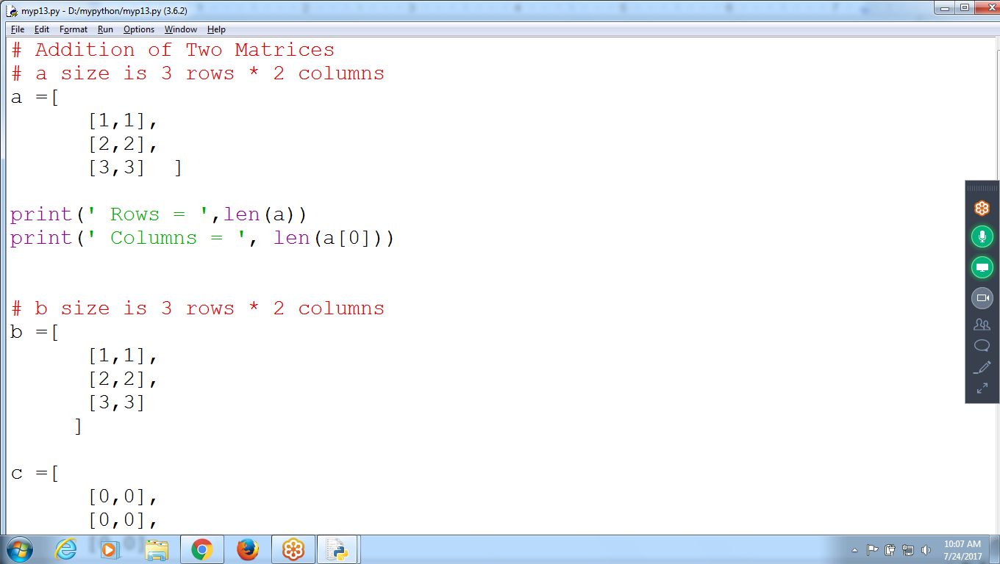 myp13.py - D:/mypython/myp13.py (3.6.2)
File Edit Format Run Options Window Help
# Addition of Two Matrices
# a size is 3 rows * 2 columns
a =[
[1,1],
[2,2],
[3,3] ]
print(' Rows = ',len(a))
print(' Columns = ', len(a[0]))
# b size is 3 rows * 2 columns
b =[
[1,1],
[2,2],
[3,3]
]
c =[
[0,0],
[0,0],
10:07 AM
7/24/2017